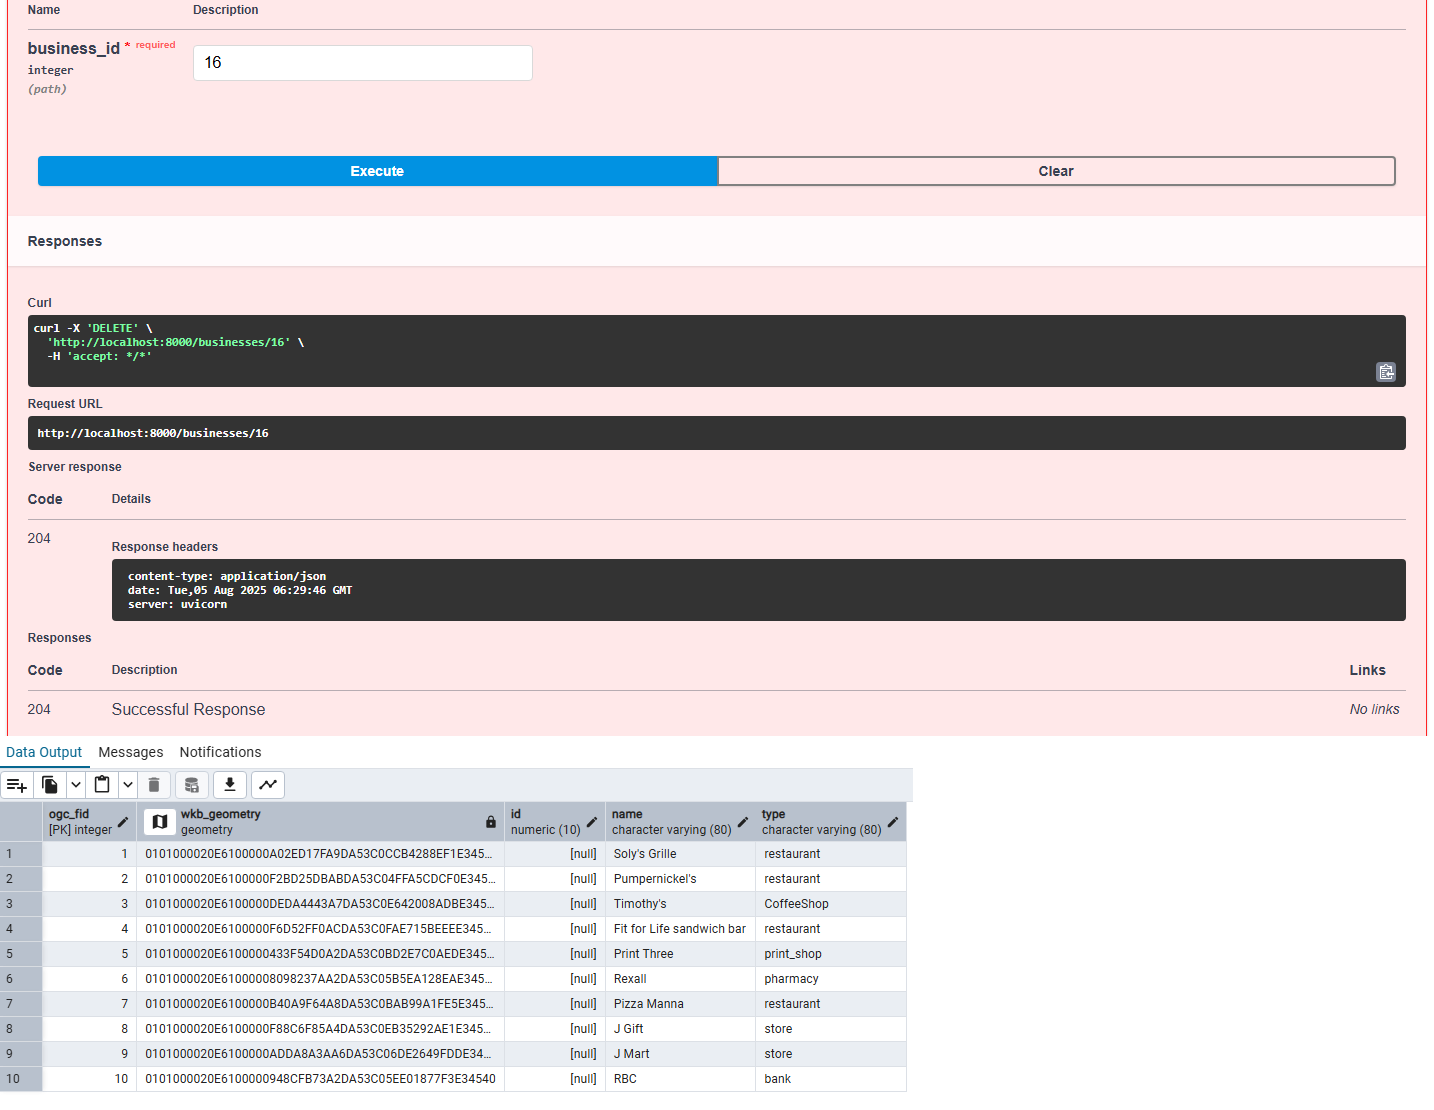 Name Description
business_id * required
integer
(path)
16
Execute Clear
Responses
Curl
curl -X 'DELETE' \
'http://localhost:8000/businesses/16' \
-H 'accept: */*'
Request URL
http://localhost:8000/businesses/16
Server response
Code Details
204
Response headers
content-type: application/json
date: Tue,05 Aug 2025 06:29:46 GMT
server: uvicorn
Responses
Code Description Links
204 Successful Response No links
Data Output Messages Notifications
ogc_fid wkb_geometry id name type
[PK] integer geometry numeric (10) character varying (80) character varying (80)
1 1 0101000020E6100000A02ED17FA9DA53C0CCB4288EF1E345... [null] Soly's Grille restaurant
2 2 0101000020E6100000F2BD25DBABDA53C04FFA5CDCF0E345... [null] Pumpernickel's restaurant
3 3 0101000020E6100000DEDA4443A7DA53C0E642008ADBE345... [null] Timothy's CoffeeShop
4 4 0101000020E6100000F6D52FF0ACDA53C0FAE715BEEEE345... [null] Fit for Life sandwich bar restaurant
5 5 0101000020E6100000433F54D0A2DA53C0BD2E7C0AEDE345... [null] Print Three print_shop
6 6 0101000020E61000008098237AA2DA53C05B5EA128EAE345... [null] Rexall pharmacy
7 7 0101000020E6100000B40A9F64A8DA53C0BAB99A1FE5E345... [null] Pizza Manna restaurant
8 8 0101000020E6100000F88C6F85A4DA53C0EB35292AE1E345... [null] J Gift store
9 9 0101000020E6100000ADDA8A3AA6DA53C06DE2649FDDE34... [null] J Mart store
10 10 0101000020E6100000948CFB73A2DA53C05EE01877F3E34540 [null] RBC bank